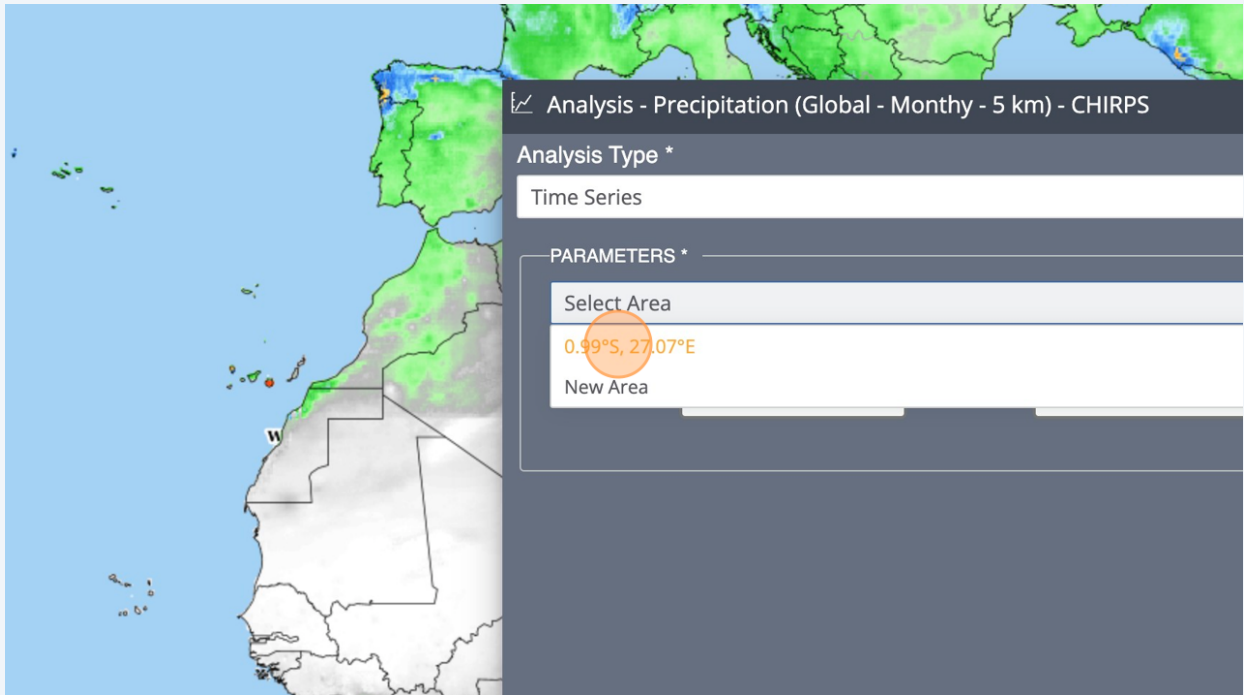 Analysis - Precipitation (Global - Monthy - 5 km) - CHIRPS
Analysis Type *
Time Series
PARAMETERS *
Select Area
0.99°S, 27.07°E
New Area
W